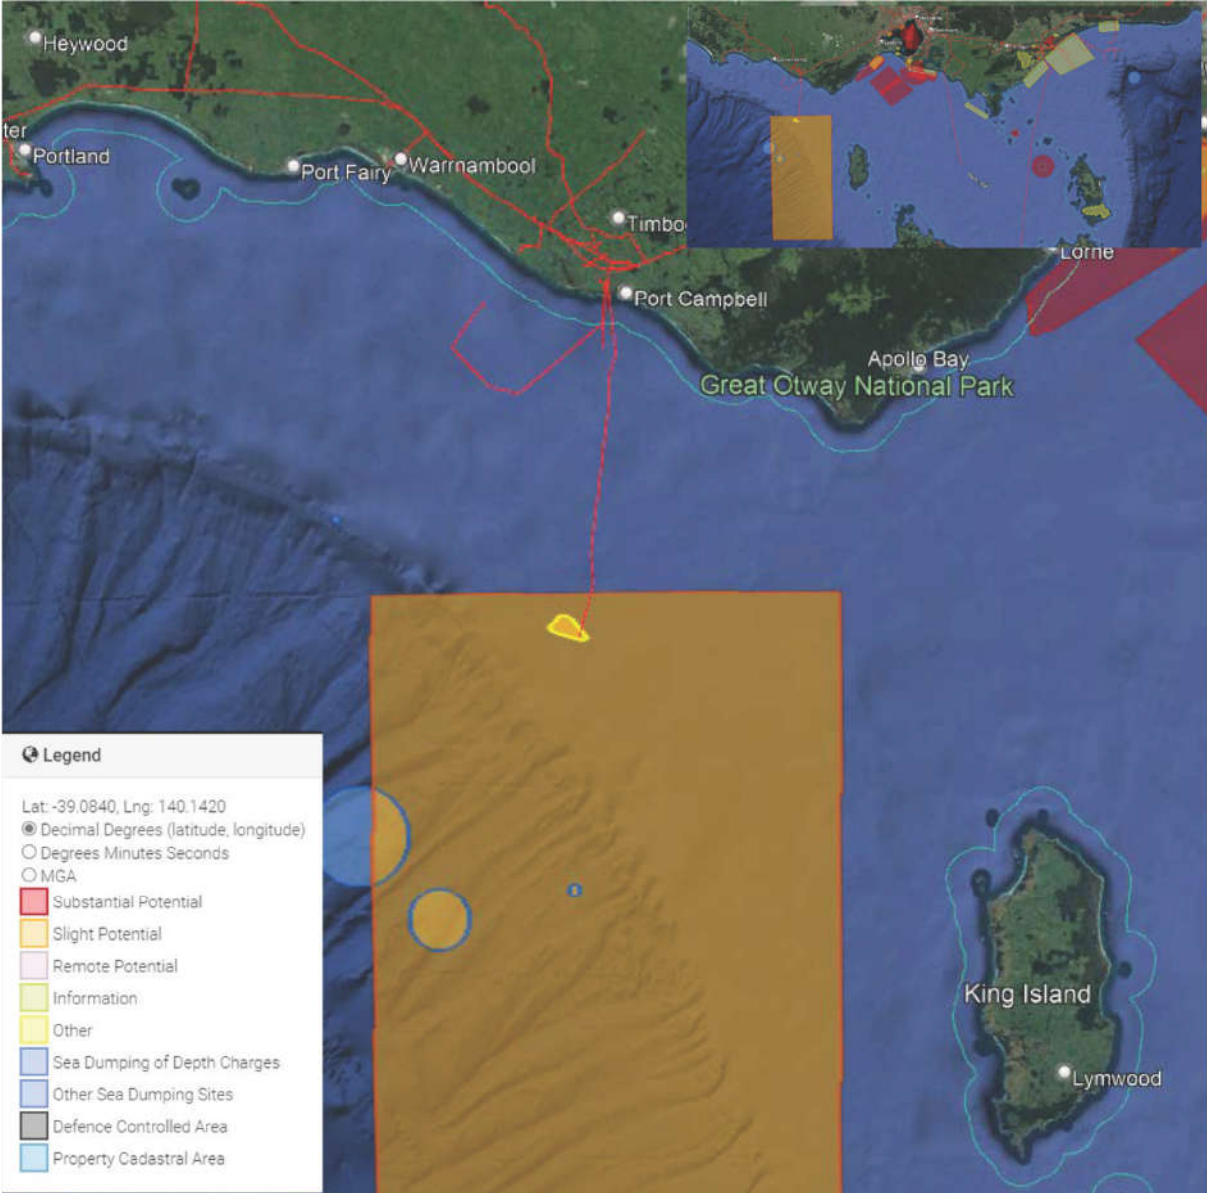 Heywood
ter
Portland
Port Fairy
Warrnambool
Timbo
Port Campbell
Lorne
Apollo Bay
Great Otway National Park
King Island
Lymwood
Legend
Lat: -39.0840, Lng: 140.1420
Decimal Degrees (latitude, longitude)
Degrees Minutes Seconds
MGA
Substantial Potential
Slight Potential
Remote Potential
Information
Other
Sea Dumping of Depth Charges
Other Sea Dumping Sites
Defence Controlled Area
Property Cadastral Area